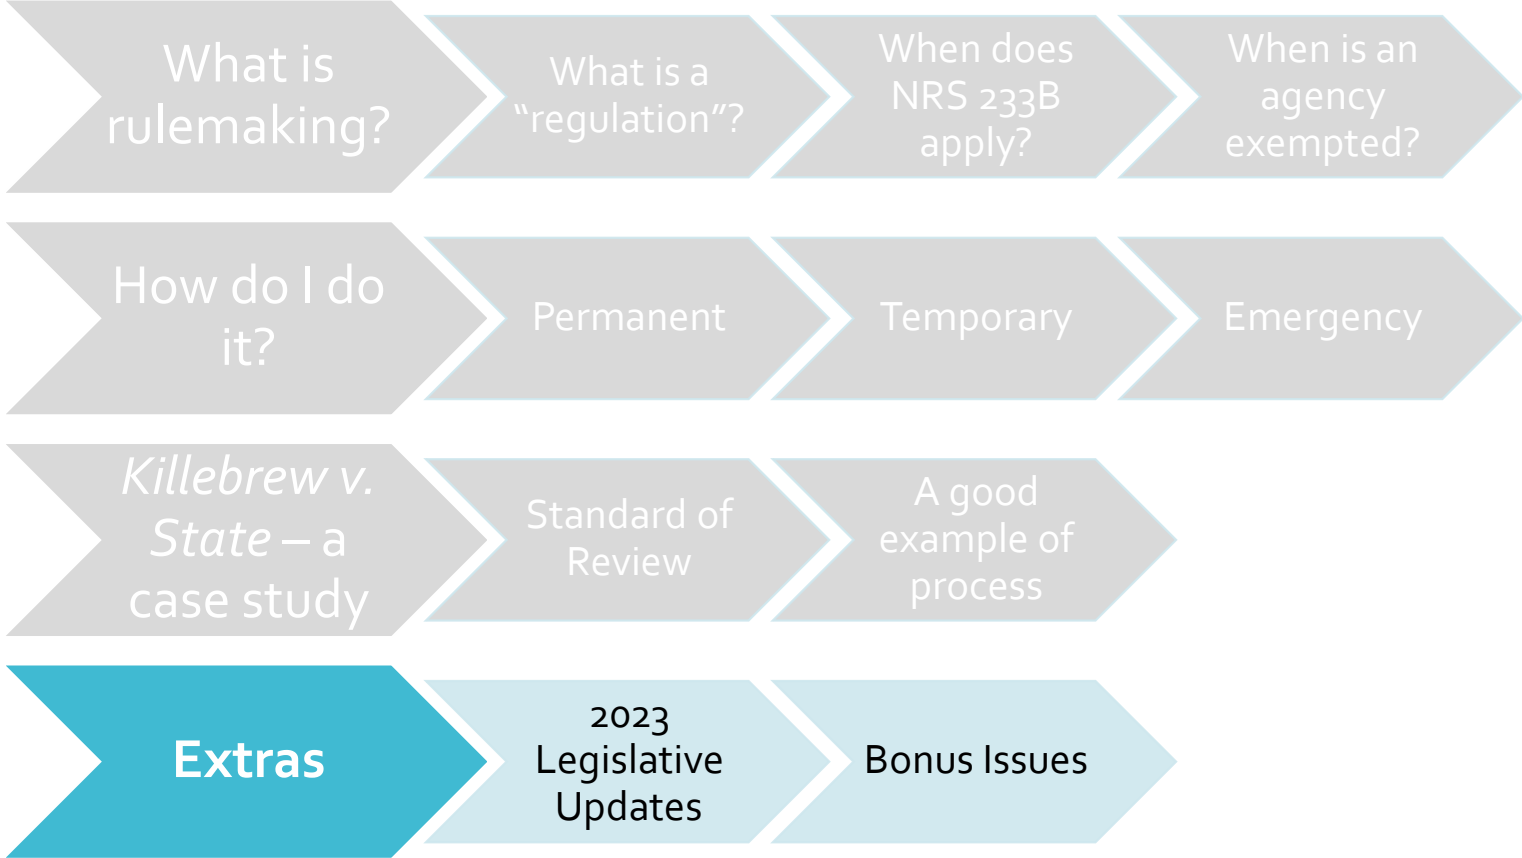 What is
rulemaking?
What is a
“regulation”?
When does
NRS 233B
apply?
When is an
agency
exempted?
How do I do
it?
Permanent
Temporary
Emergency
Killebrew v.
State – a
case study
Standard of
Review
A good
example of
process
Extras
2023
Legislative
Updates
Bonus Issues